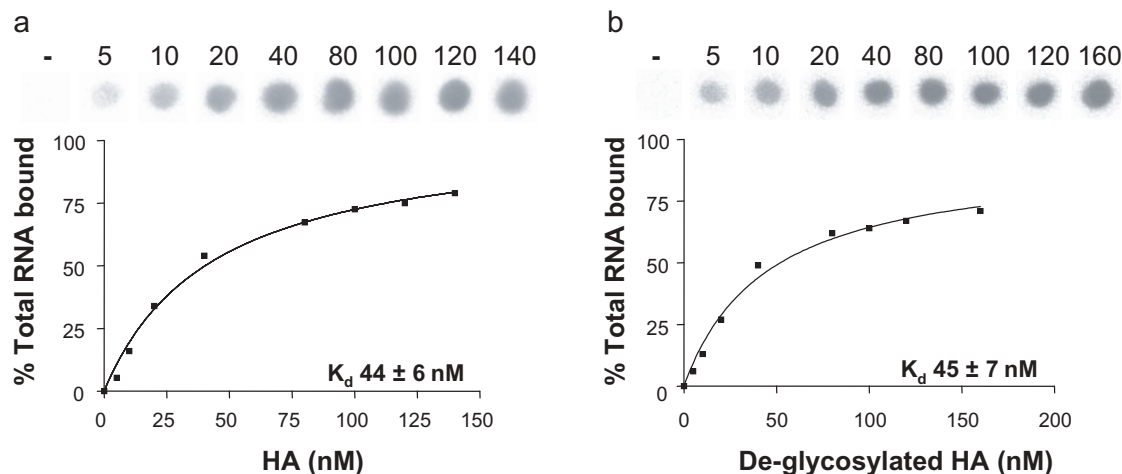 a
- 5 10 20 40 80 100 120 140
100
75
50
25
0
% Total RNA bound
Kd 44 ± 6 nM
0 25 50 75 100 125 150
HA (nM)
b
- 5 10 20 40 80 100 120 160
100
75
50
25
0
% Total RNA bound
Kd 45 ± 7 nM
0 50 100 150 200
De-glycosylated HA (nM)